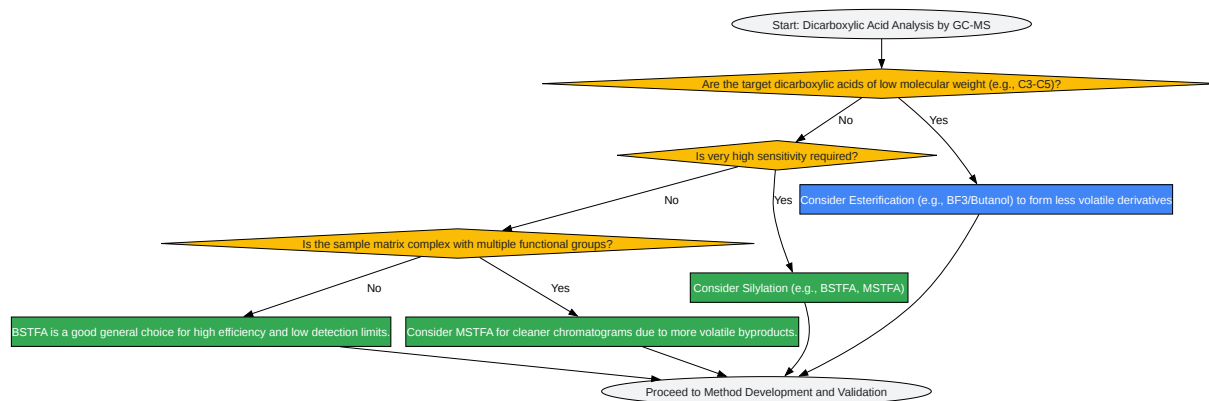 Start: Dicarboxylic Acid Analysis by GC-MS
Are the target dicarboxylic acids of low molecular weight (e.g., C3-C5)?
No
Yes
Is very high sensitivity required?
Consider Esterification (e.g., BF3/Butanol) to form less volatile derivatives
No
Yes
Is the sample matrix complex with multiple functional groups?
Consider Silylation (e.g., BSTFA, MSTFA)
No
Yes
BSTFA is a good general choice for high efficiency and low detection limits.
Consider MSTFA for cleaner chromatograms due to more volatile byproducts.
Proceed to Method Development and Validation